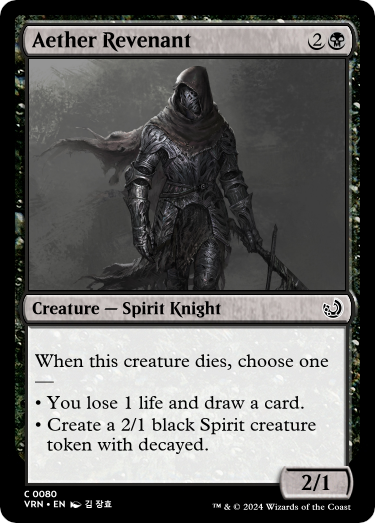 Aether Revenant 2
Creature — Spirit Knight
When this creature dies, choose one
—
• You lose 1 life and draw a card.
• Create a 2/1 black Spirit creature
token with decayed.
2/1
C 0080
VRN • EN 김 장효
™ & © 2024 Wizards of the Coast